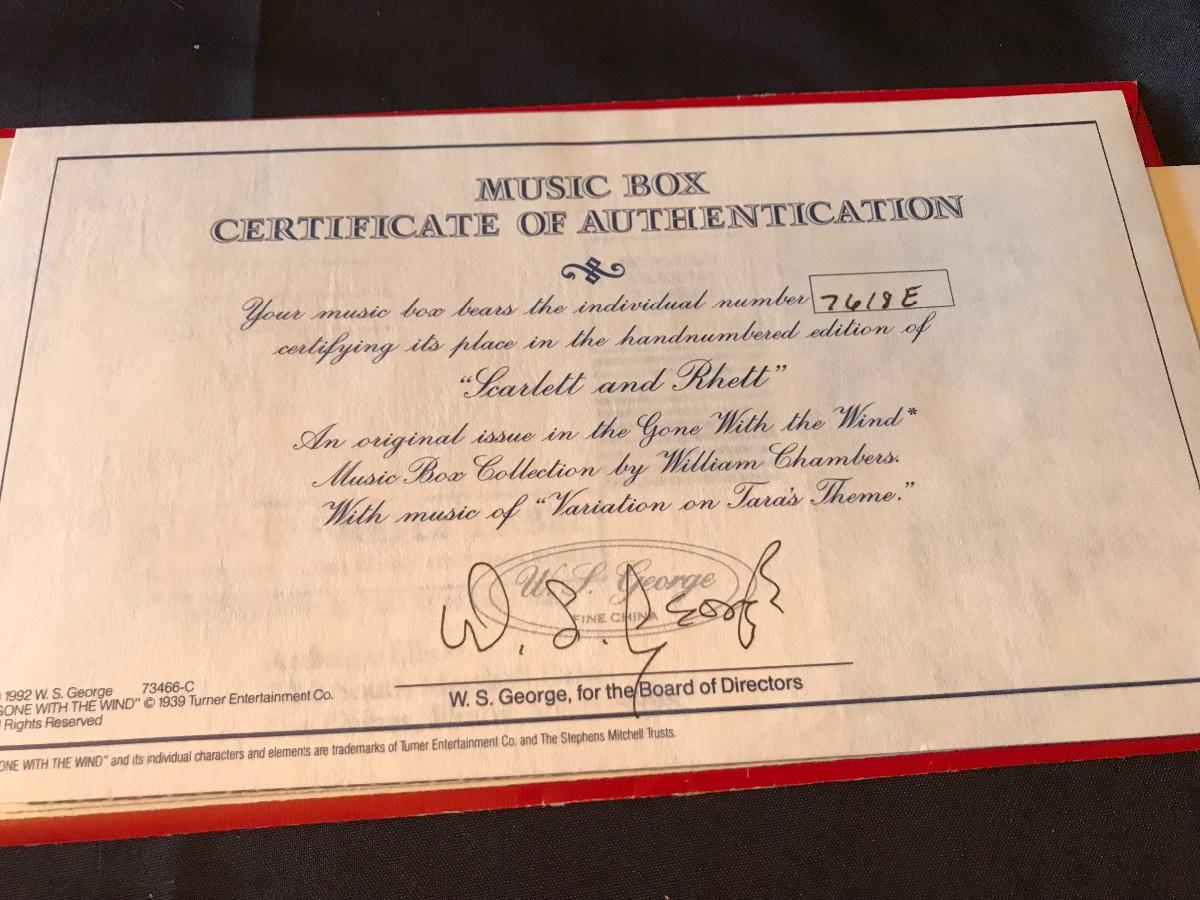 MUSIC BOX
CERTIFICATE OF AUTHENTICATION
Your music box bears the individual number 7618E
certifying its place in the handnumbered edition of
“Scarlett and Rhett”
An original issue in the Gone With the Wind*
Music Box Collection by William Chambers.
With music of “Variation on Tara's Theme.”
W. S. George
FINE CHINA
W. S. George
W. S. George, for the Board of Directors
1992 W. S. George 73466-C
GONE WITH THE WIND" © 1939 Turner Entertainment Co.
Rights Reserved
ONE WITH THE WIND" and its individual characters and elements are trademarks of Turner Entertainment Co. and The Stephens Mitchell Trusts.